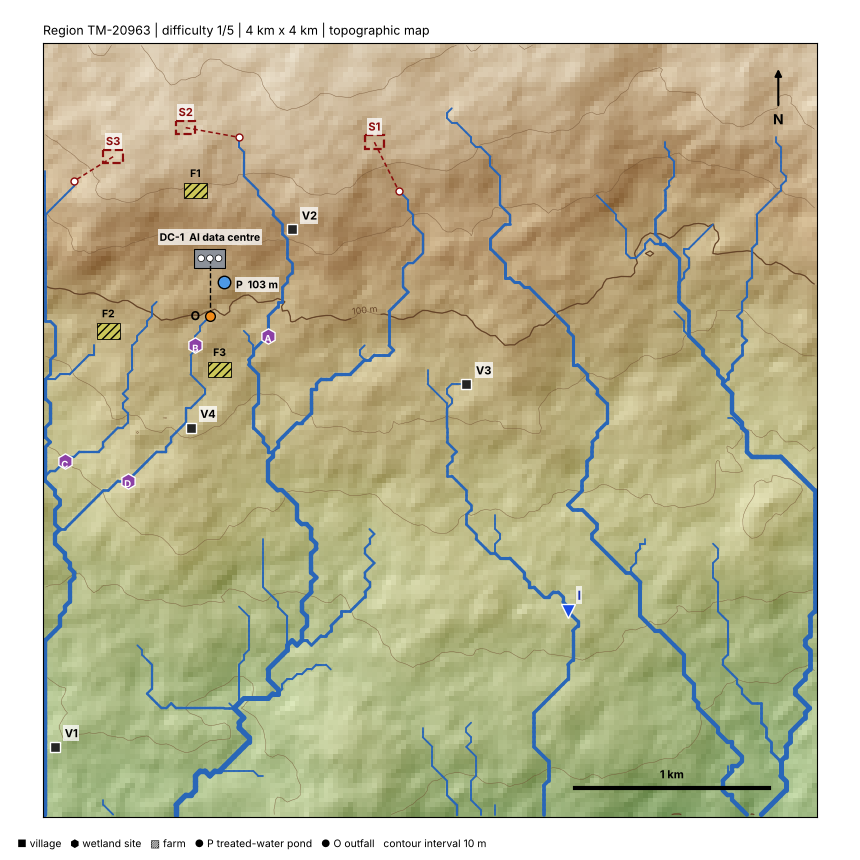 Region TM-20963 | difficulty 1/5 | 4 km x 4 km | topographic map
N
S2
S1
S3
F1
V2
DC-1 AI data centre
P 103 m
O
100 m
F2
A
B
F3
V3
V4
C
D
I
V1
1 km
village wetland site farm P treated-water pond O outfall contour interval 10 m